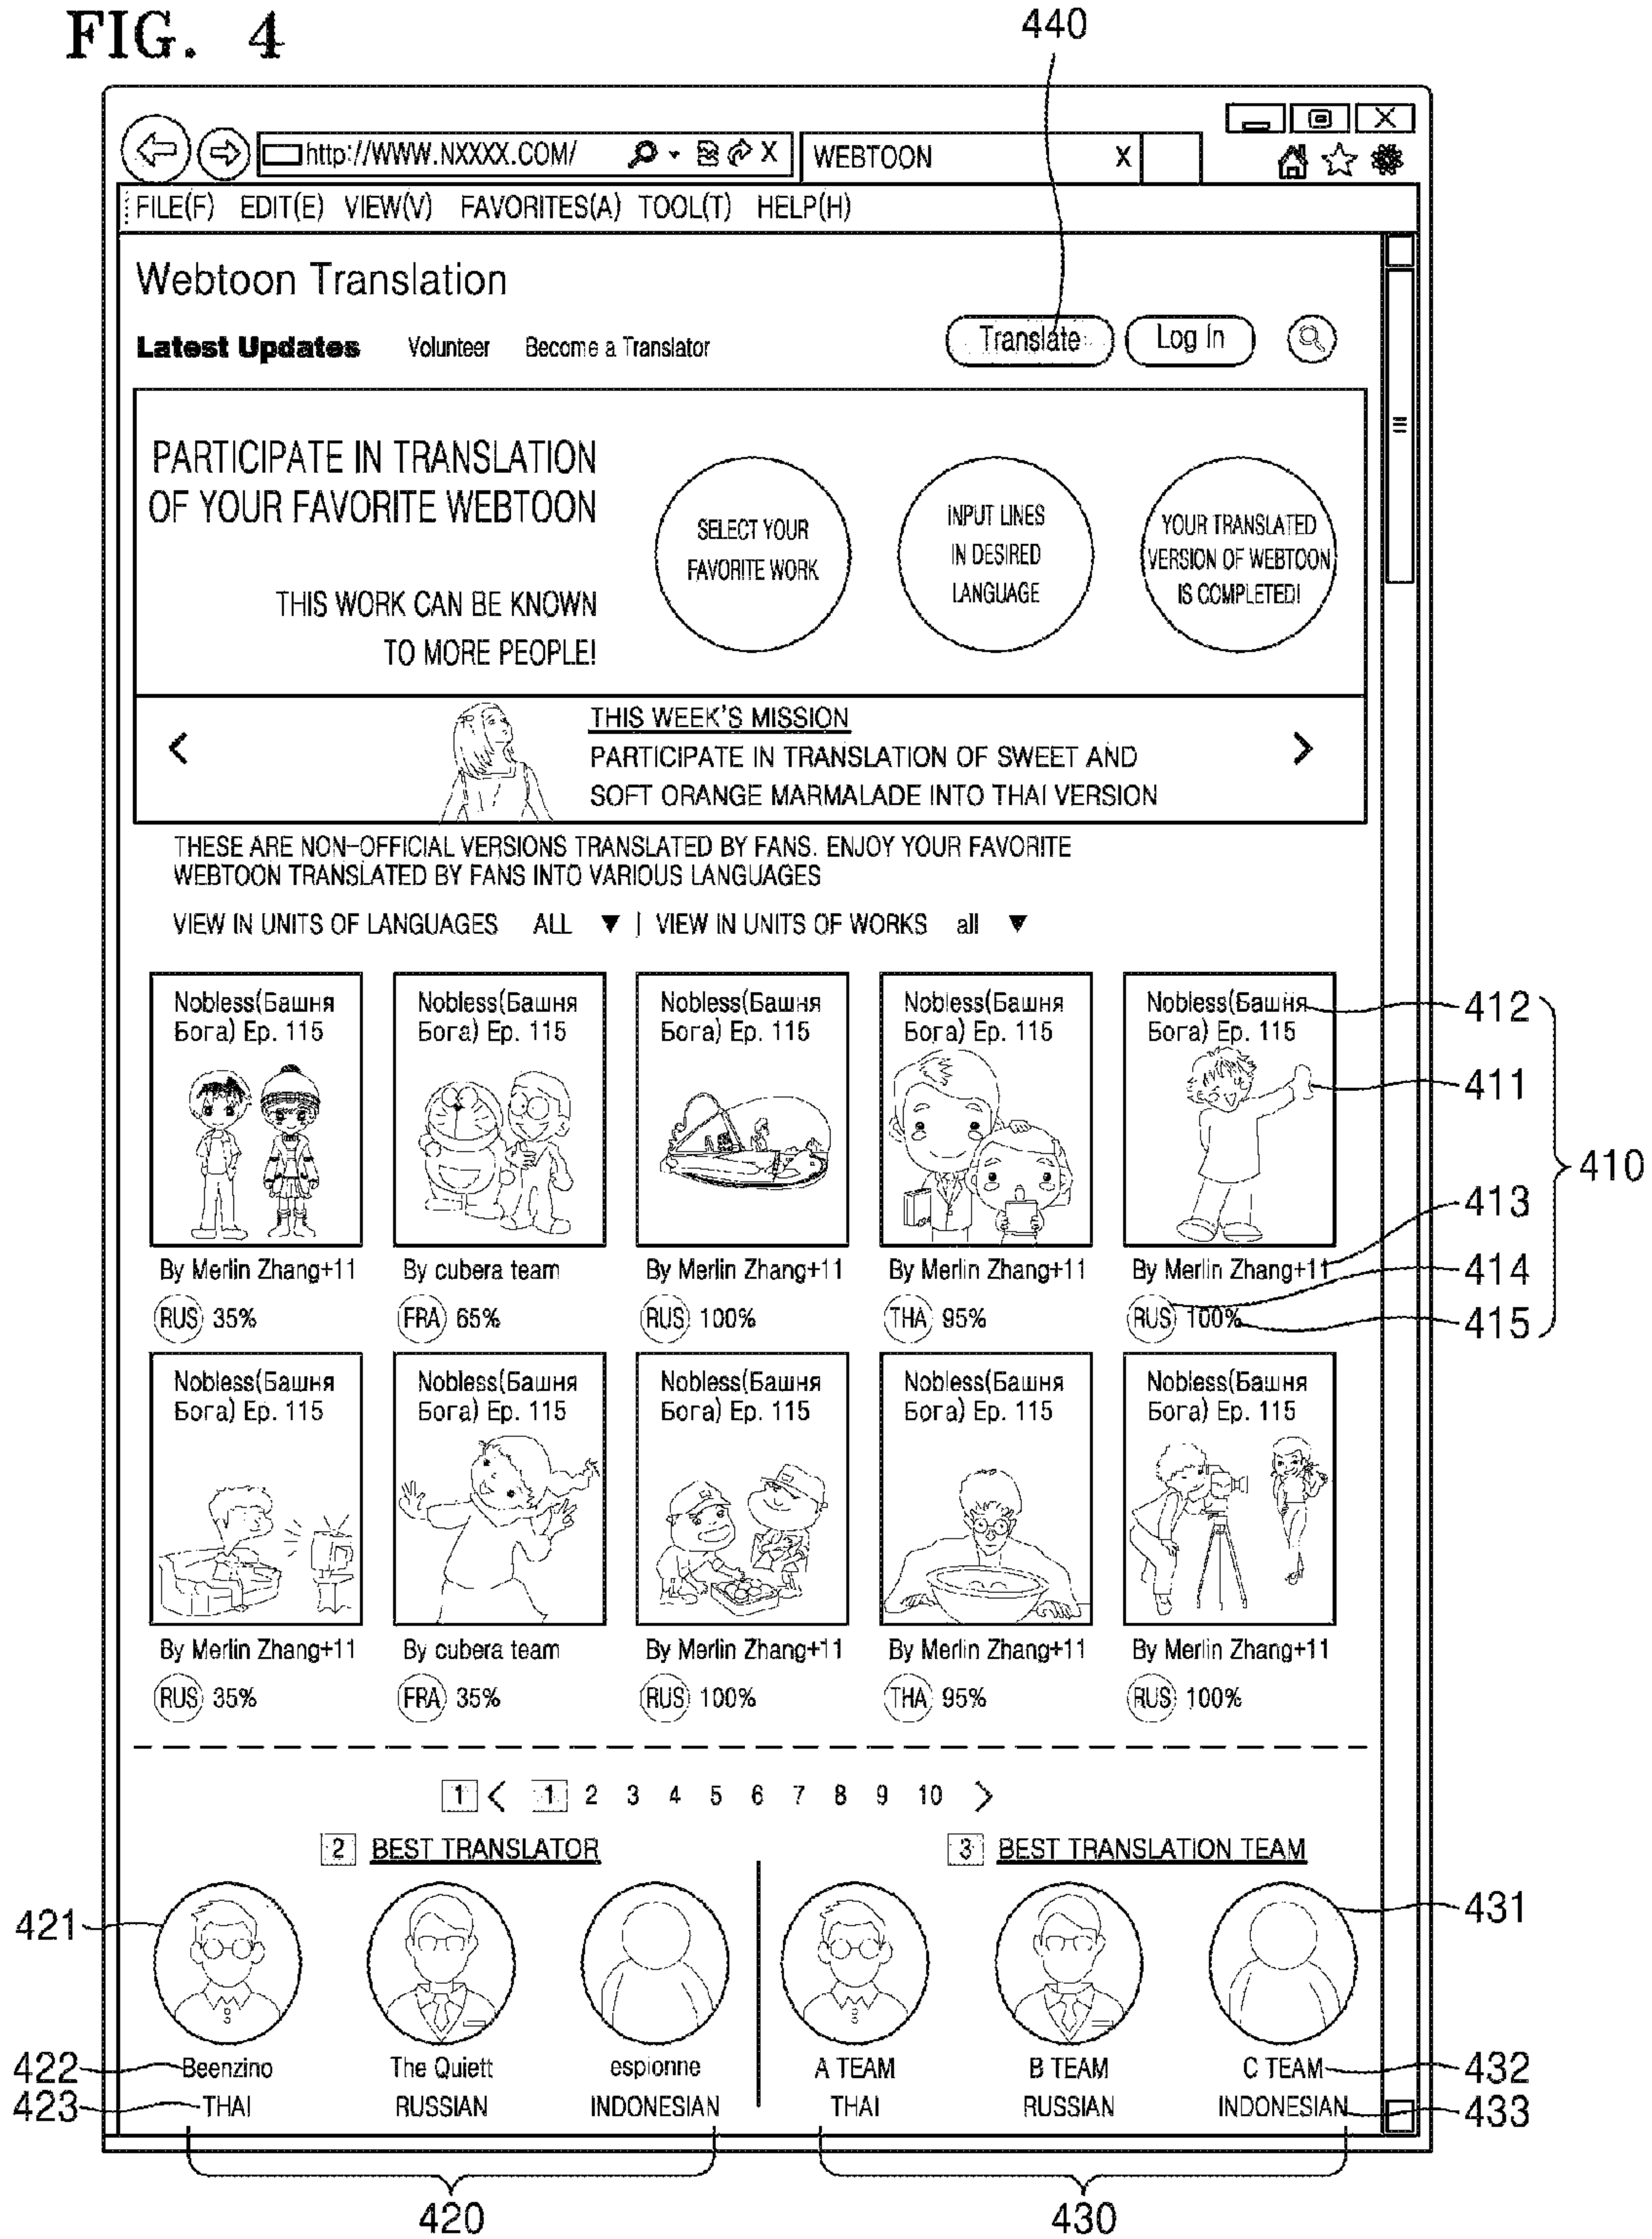 FIG. 4
440
http://WWW.NXXXX.COM/
X
WEBTOON
X
FILE(F) EDIT(E) VIEW(V) FAVORITES(A) TOOL(T) HELP(H)
Webtoon Translation
Latest Updates Volunteer Become a Translator
Translate
Log In
PARTICIPATE IN TRANSLATION
OF YOUR FAVORITE WEBTOON
THIS WORK CAN BE KNOWN
TO MORE PEOPLE!
SELECT YOUR
FAVORITE WORK
INPUT LINES
IN DESIRED
LANGUAGE
YOUR TRANSLATED
VERSION OF WEBTOON
IS COMPLETED!
<
THIS WEEK'S MISSION
PARTICIPATE IN TRANSLATION OF SWEET AND
SOFT ORANGE MARMALADE INTO THAI VERSION
>
THESE ARE NON-OFFICIAL VERSIONS TRANSLATED BY FANS. ENJOY YOUR FAVORITE
WEBTOON TRANSLATED BY FANS INTO VARIOUS LANGUAGES
VIEW IN UNITS OF LANGUAGES ALL ▼ | VIEW IN UNITS OF WORKS all ▼
Nobless(Башня
Бога) Ep. 115
By Merlin Zhang+11
RUS 35%
Nobless(Башня
Бога) Ep. 115
By cubera team
FRA 65%
Nobless(Башня
Бога) Ep. 115
By Merlin Zhang+11
RUS 100%
Nobless(Башня
Бога) Ep. 115
By Merlin Zhang+11
THA 95%
Nobless(Башня
Бога) Ep. 115
By Merlin Zhang+11
RUS 100%
412
411
413
414
415
410
Nobless(Башня
Бога) Ep. 115
By Merlin Zhang+11
RUS 35%
Nobless(Башня
Бога) Ep. 115
By cubera team
FRA 35%
Nobless(Башня
Бога) Ep. 115
By Merlin Zhang+11
RUS 100%
Nobless(Башня
Бога) Ep. 115
By Merlin Zhang+11
THA 95%
Nobless(Башня
Бога) Ep. 115
By Merlin Zhang+11
RUS 100%
1 < 1 2 3 4 5 6 7 8 9 10 >
2 BEST TRANSLATOR
3 BEST TRANSLATION TEAM
421
431
422 Beenzino The Quiett espionne A TEAM B TEAM C TEAM 432
423 THAI RUSSIAN INDONESIAN THAI RUSSIAN INDONESIAN 433
420 430